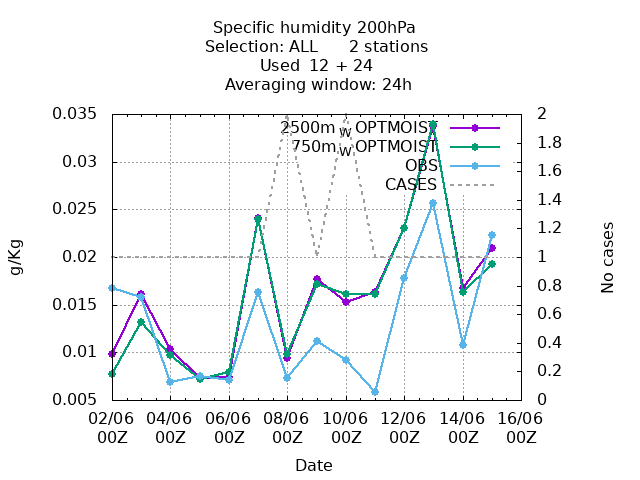 Specific humidity 200hPa
Selection: ALL 2 stations
Used 12 + 24
Averaging window: 24h
0.035
0.03
0.025
0.02
0.015
0.01
0.005
g/Kg
2500m W OPTMOIST
750m W OPTMOIST
OBS
CASES
2
1.8
1.6
1.4
1.2
1
0.8
0.6
0.4
0.2
0
No cases
02/06 04/06 06/06 08/06 10/06 12/06 14/06 16/06
00Z 00Z 00Z 00Z 00Z 00Z 00Z 00Z
Date